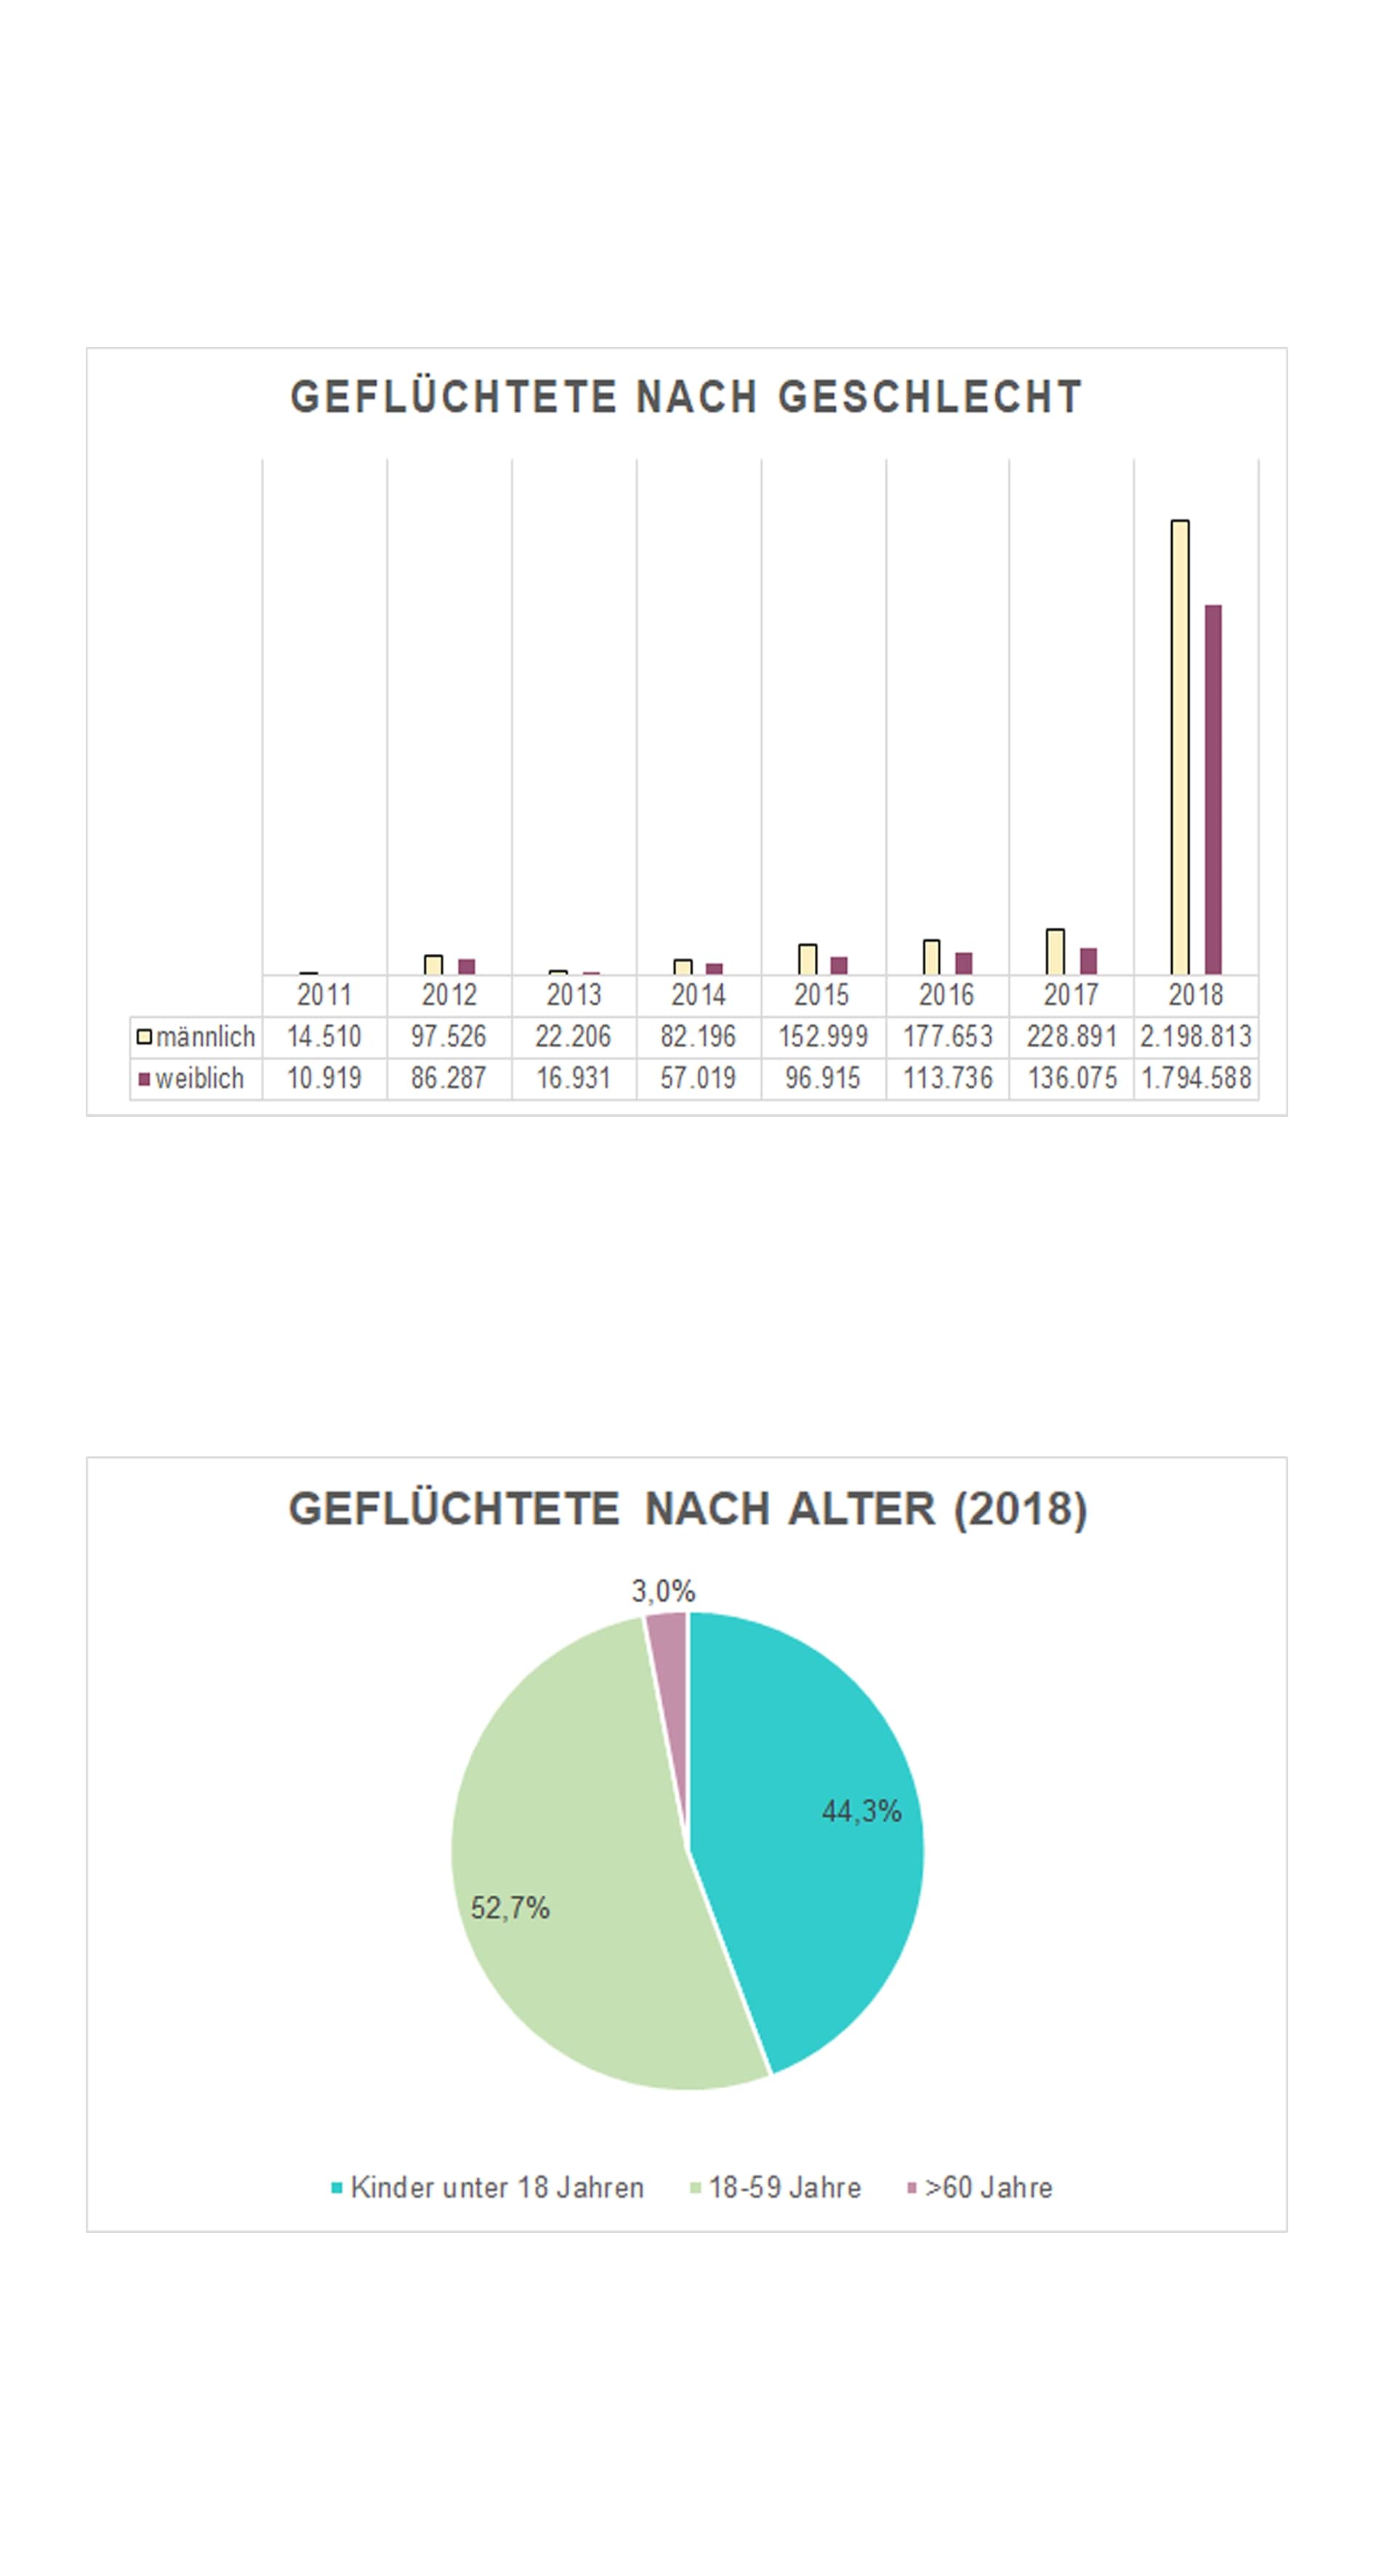 GEFLÜCHTETE NACH GESCHLECHT
2011 2012 2013 2014 2015 2016 2017 2018
männlich 14.510 97.526 22.206 82.196 152.999 177.653 228.891 2.198.813
weiblich 10.919 86.287 16.931 57.019 96.915 113.736 136.075 1.794.588
GEFLÜCHTETE NACH ALTER (2018)
3,0%
44,3%
52,7%
Kinder unter 18 Jahren 18-59 Jahre >60 Jahre